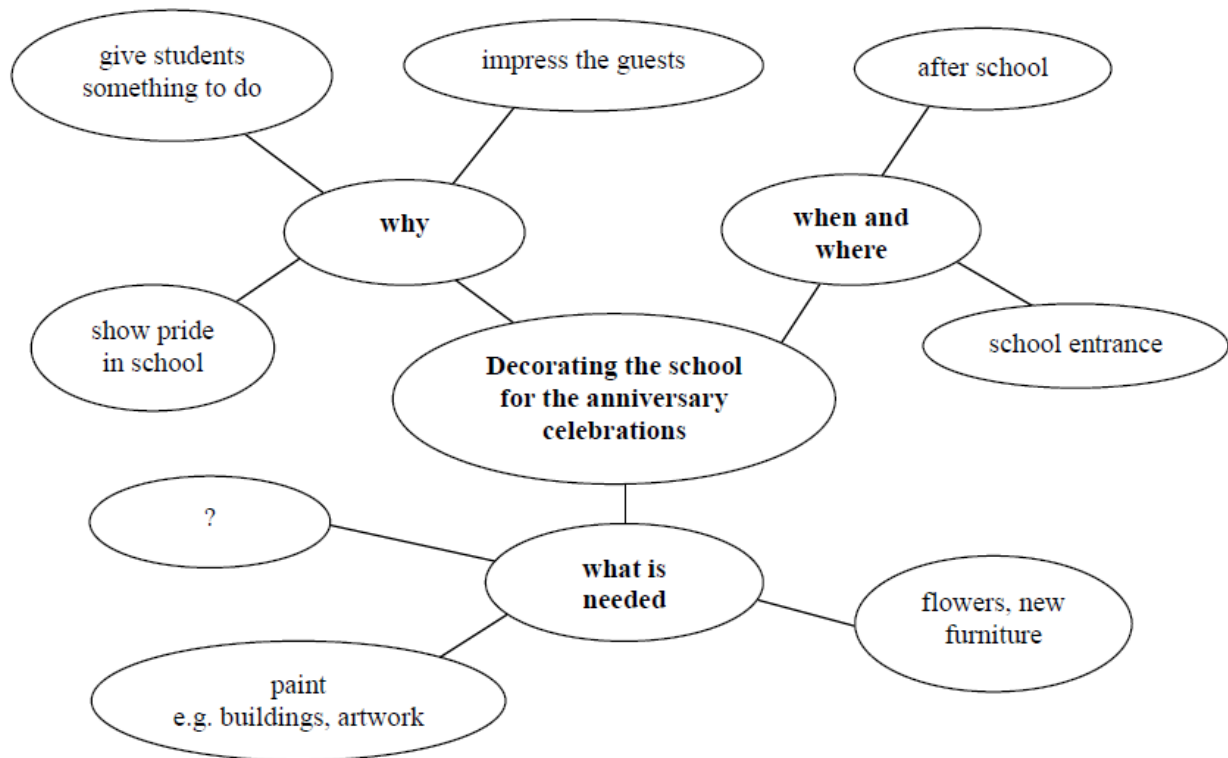 give students
something to do
impress the guests
after school
why
when and
where
show pride
in school
school entrance
Decorating the school
for the anniversary
celebrations
?
what is
needed
flowers, new
furniture
paint
e.g. buildings, artwork